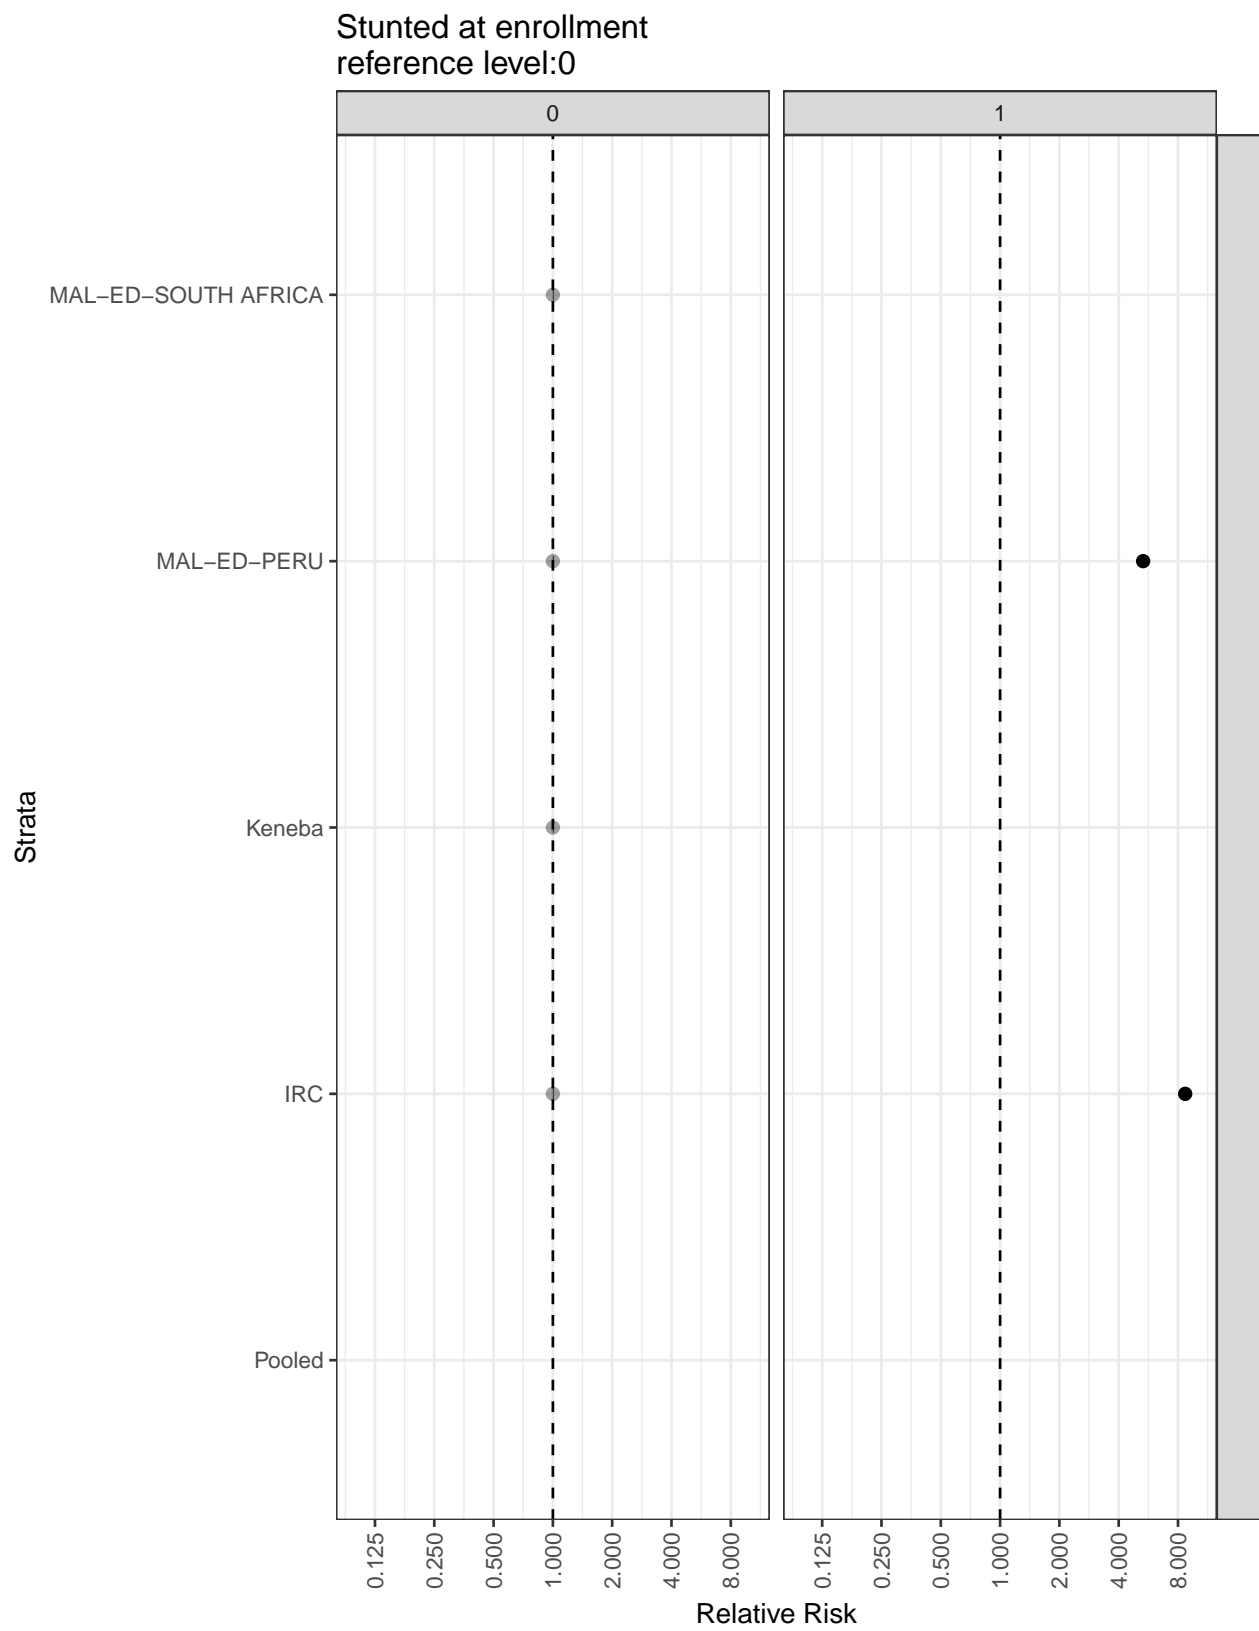 Stunted at enrollment
reference level:0
0
1
MAL−ED−SOUTH AFRICA
MAL−ED−PERU
Keneba
IRC
Pooled
Strata
0.125
0.250
0.500
1.000
2.000
4.000
8.000
0.125
0.250
0.500
1.000
2.000
4.000
8.000
Relative Risk